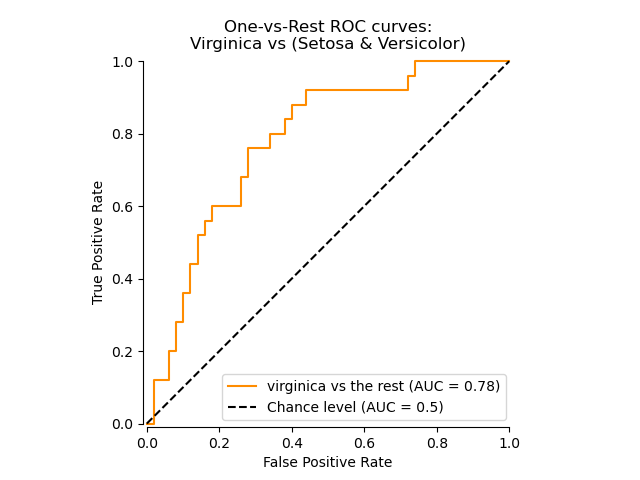 One-vs-Rest ROC curves:
Virginica vs (Setosa & Versicolor)
1.0
0.8
0.6
0.4
0.2
0.0
True Positive Rate
virginica vs the rest (AUC = 0.78)
Chance level (AUC = 0.5)
0.0 0.2 0.4 0.6 0.8 1.0
False Positive Rate